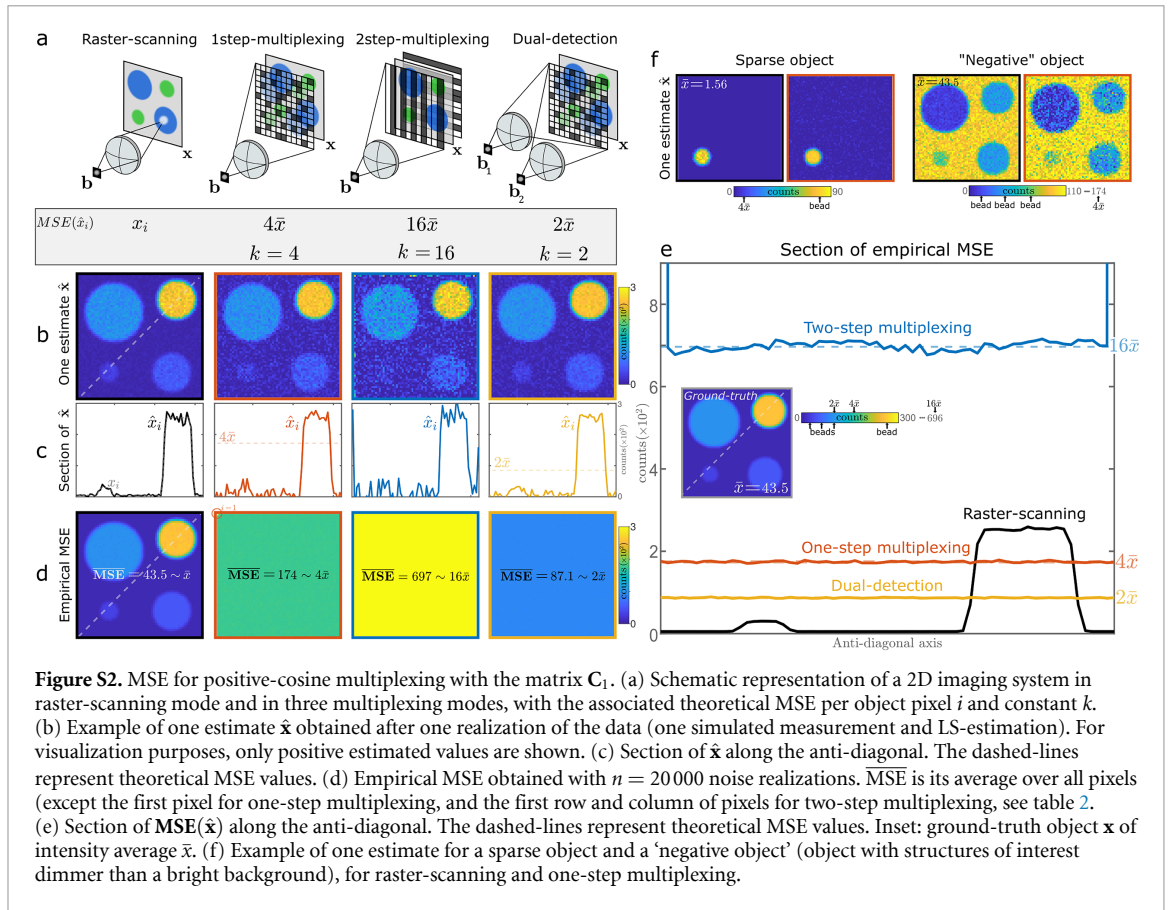 a
Raster-scanning
1step-multiplexing
2step-multiplexing
Dual-detection
x
x
x
x
b
b
b
b₁
b₂
MSE(x̂ᵢ)
xᵢ
4x̄
16x̄
2x̄
k = 4
k = 16
k = 2
b
One estimate x̂
3
counts(×10²)
0
c
Section of x̂
x̂ᵢ
xᵢ
x̂ᵢ
4x̄
x̂ᵢ
x̂ᵢ
2x̄
3
counts(×10²)
0
d
Empirical MSE
MSE̅ = 43.5 ∼ x̄
MSE̅ = 174 ∼ 4x̄
MSE̅ = 697 ∼ 16x̄
MSE̅ = 87.1 ∼ 2x̄
3
counts(×10²)
0
f
Sparse object
"Negative" object
One estimate x̂
x̄=1.56
x̄=43.5
0
counts
90
4x̄
bead
0
counts
110 −174
bead bead bead
4x̄
e
Section of empirical MSE
8
6
4
2
0
counts(×10²)
Two-step multiplexing
16x̄
Ground-truth
x̄=43.5
2x̄
4x̄
16x̄
0
counts
300 −696
beads
bead
Raster-scanning
One-step multiplexing
4x̄
Dual-detection
2x̄
Anti-diagonal axis
Figure S2. MSE for positive-cosine multiplexing with the matrix C₁. (a) Schematic representation of a 2D imaging system in
raster-scanning mode and in three multiplexing modes, with the associated theoretical MSE per object pixel i and constant k.
(b) Example of one estimate x̂ obtained after one realization of the data (one simulated measurement and LS-estimation). For
visualization purposes, only positive estimated values are shown. (c) Section of x̂ along the anti-diagonal. The dashed-lines
represent theoretical MSE values. (d) Empirical MSE obtained with n = 20 000 noise realizations. MSE̅ is its average over all pixels
(except the first pixel for one-step multiplexing, and the first row and column of pixels for two-step multiplexing, see table 2.
(e) Section of MSE(x̂) along the anti-diagonal. The dashed-lines represent theoretical MSE values. Inset: ground-truth object x of
intensity average x̄. (f) Example of one estimate for a sparse object and a ‘negative object’ (object with structures of interest
dimmer than a bright background), for raster-scanning and one-step multiplexing.